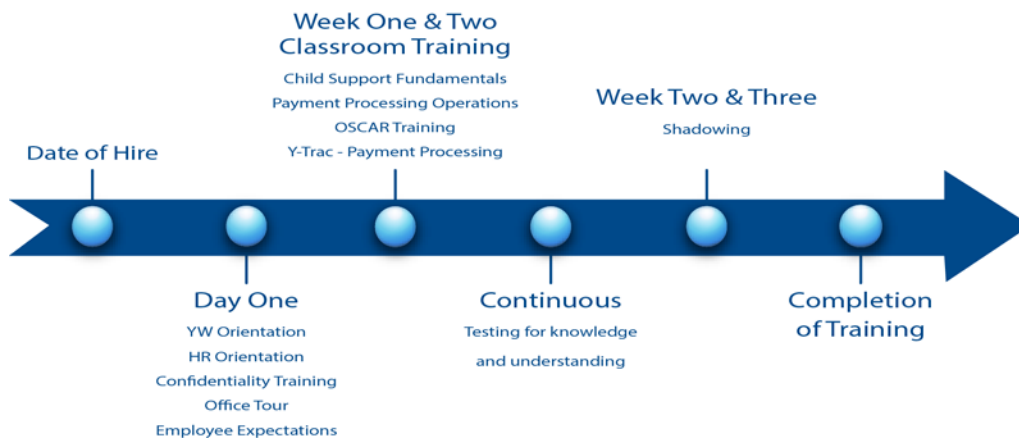 Week One & Two
Classroom Training
Child Support Fundamentals
Payment Processing Operations
OSCAR Training
Y-Trac - Payment Processing
Week Two & Three
Shadowing
Date of Hire
Day One
YW Orientation
HR Orientation
Confidentiality Training
Office Tour
Employee Expectations
Continuous
Testing for knowledge
and understanding
Completion
of Training